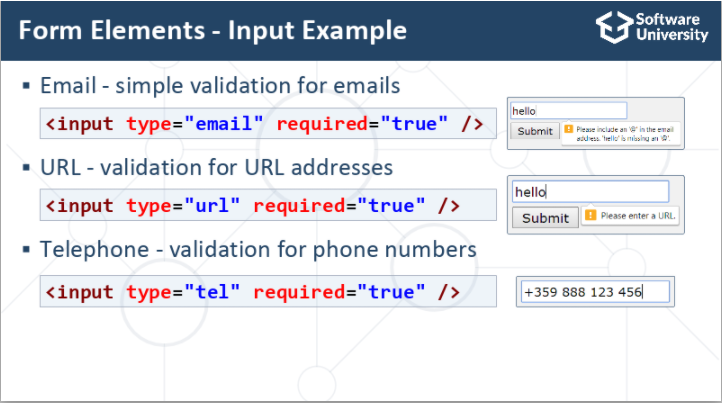 Form Elements - Input Example
Software
University
▪ Email - simple validation for emails
<input type="email" required="true" />
hello
Submit
Please include an '@' in the email
address. 'hello' is missing an '@'.
▪ URL - validation for URL addresses
<input type="url" required="true" />
hello
Submit
Please enter a URL.
▪ Telephone - validation for phone numbers
<input type="tel" required="true" />
+359 888 123 456